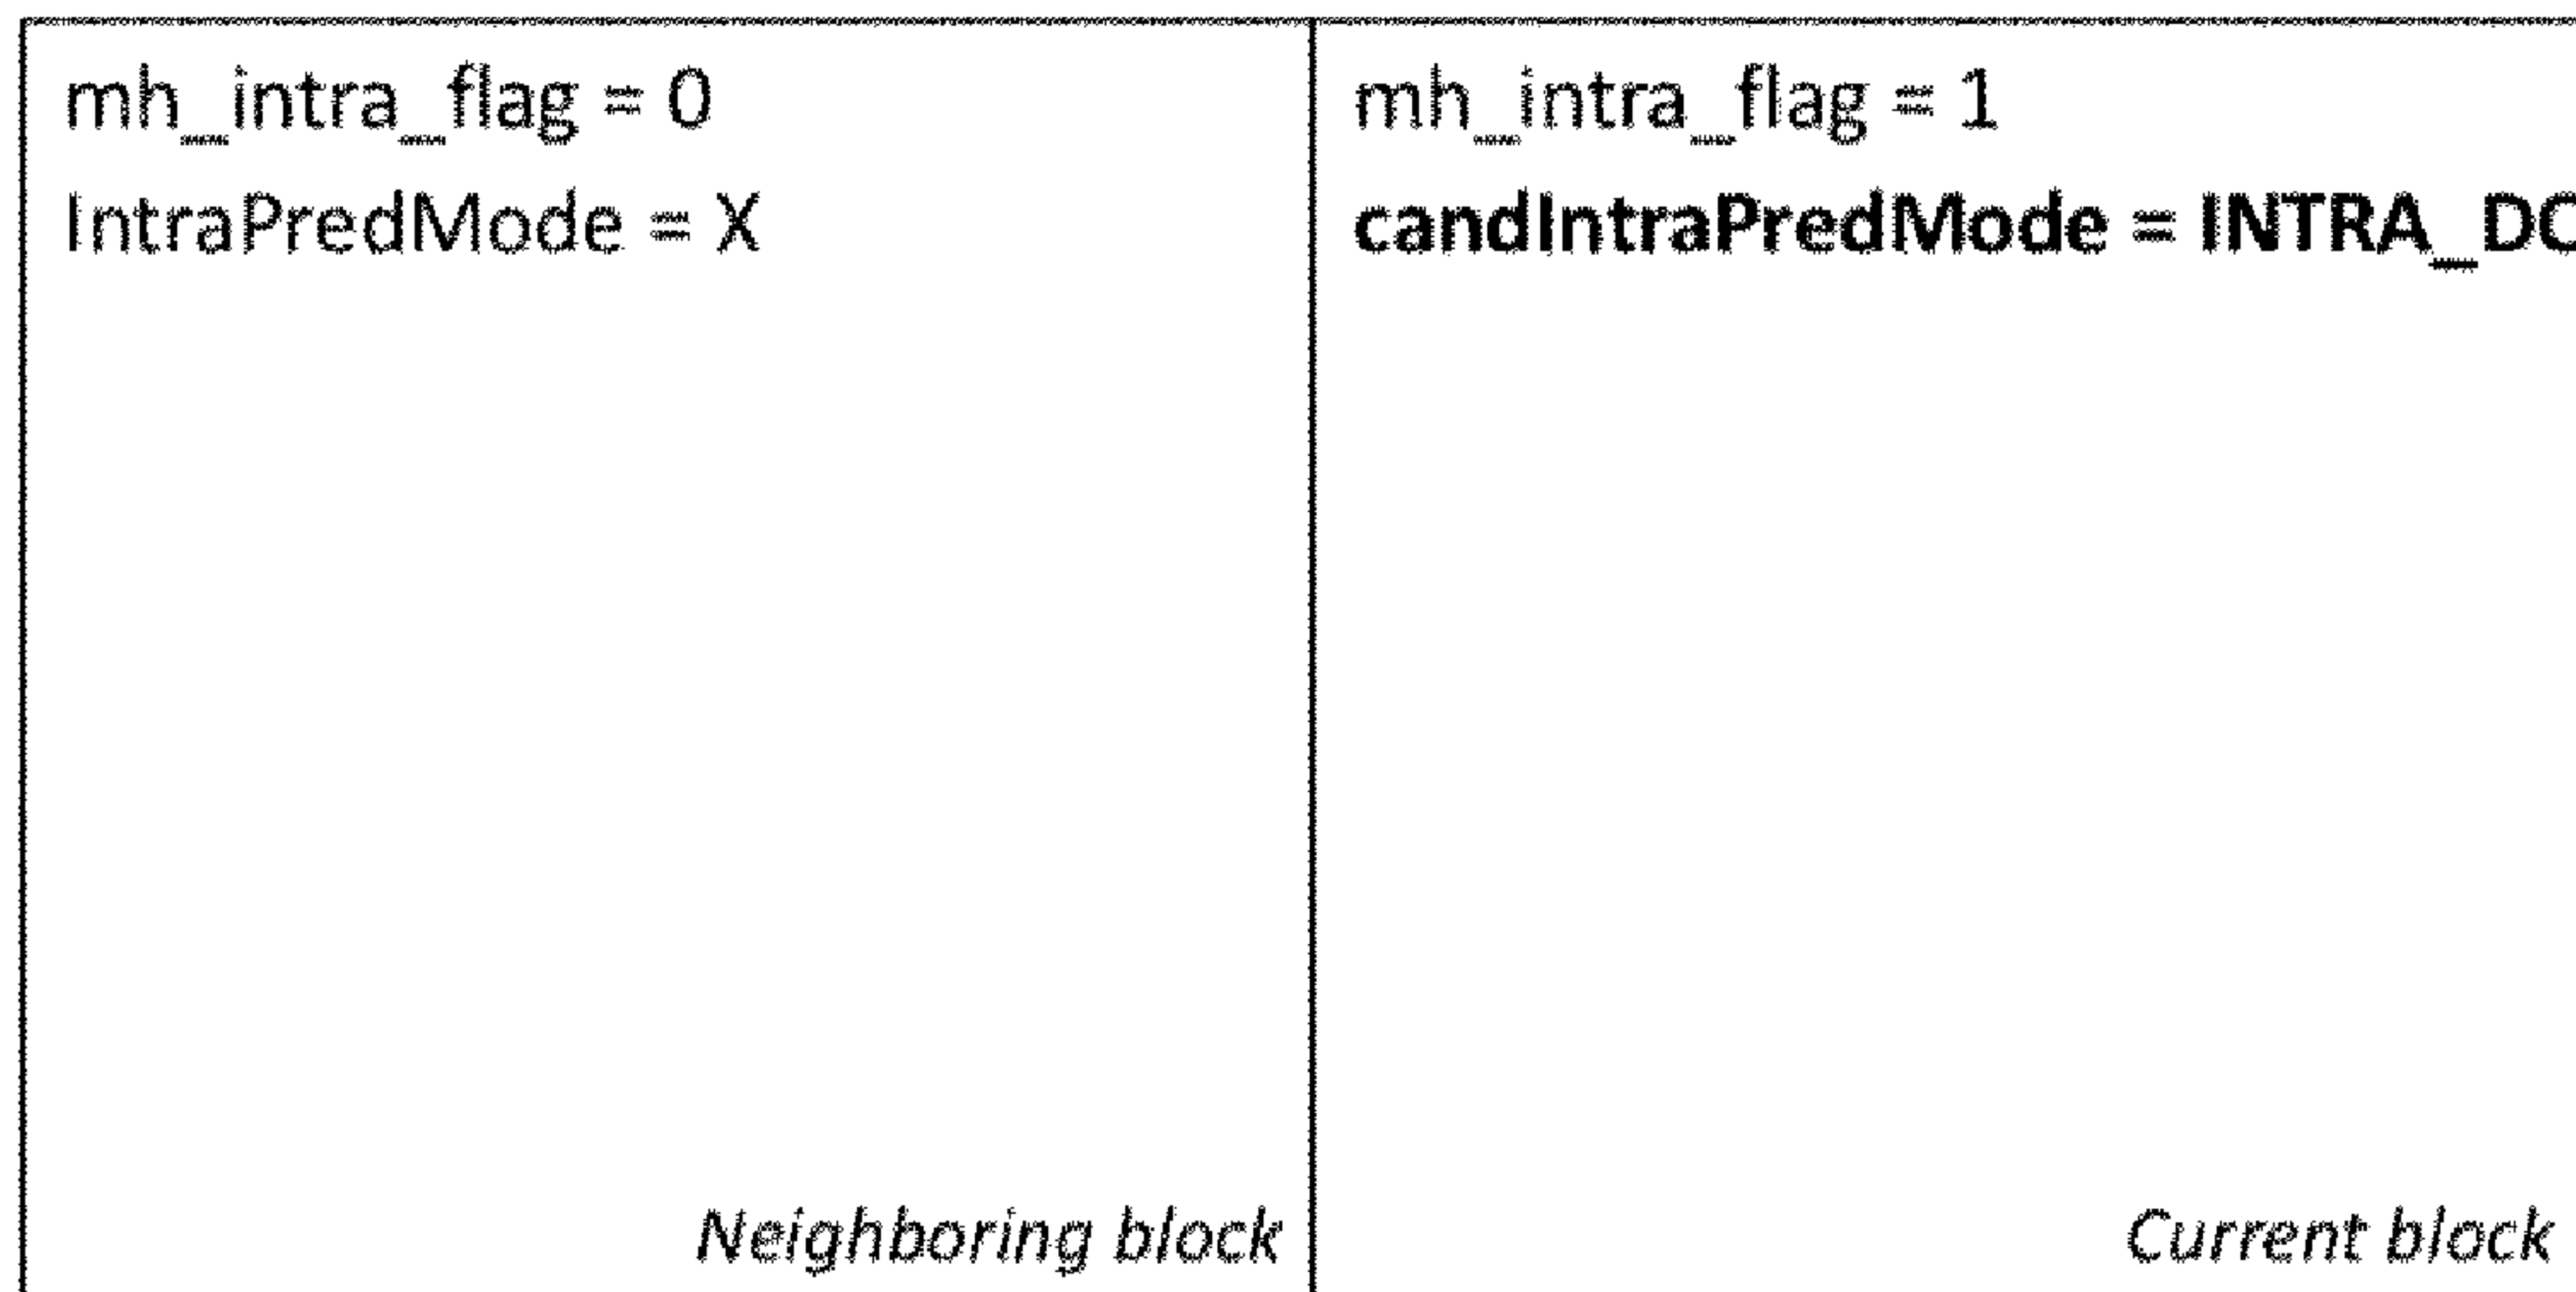 mh_intra_flag = 0
IntraPredMode = X
Neighboring block
mh_intra_flag = 1
candIntraPredMode = INTRA_DC
Current block